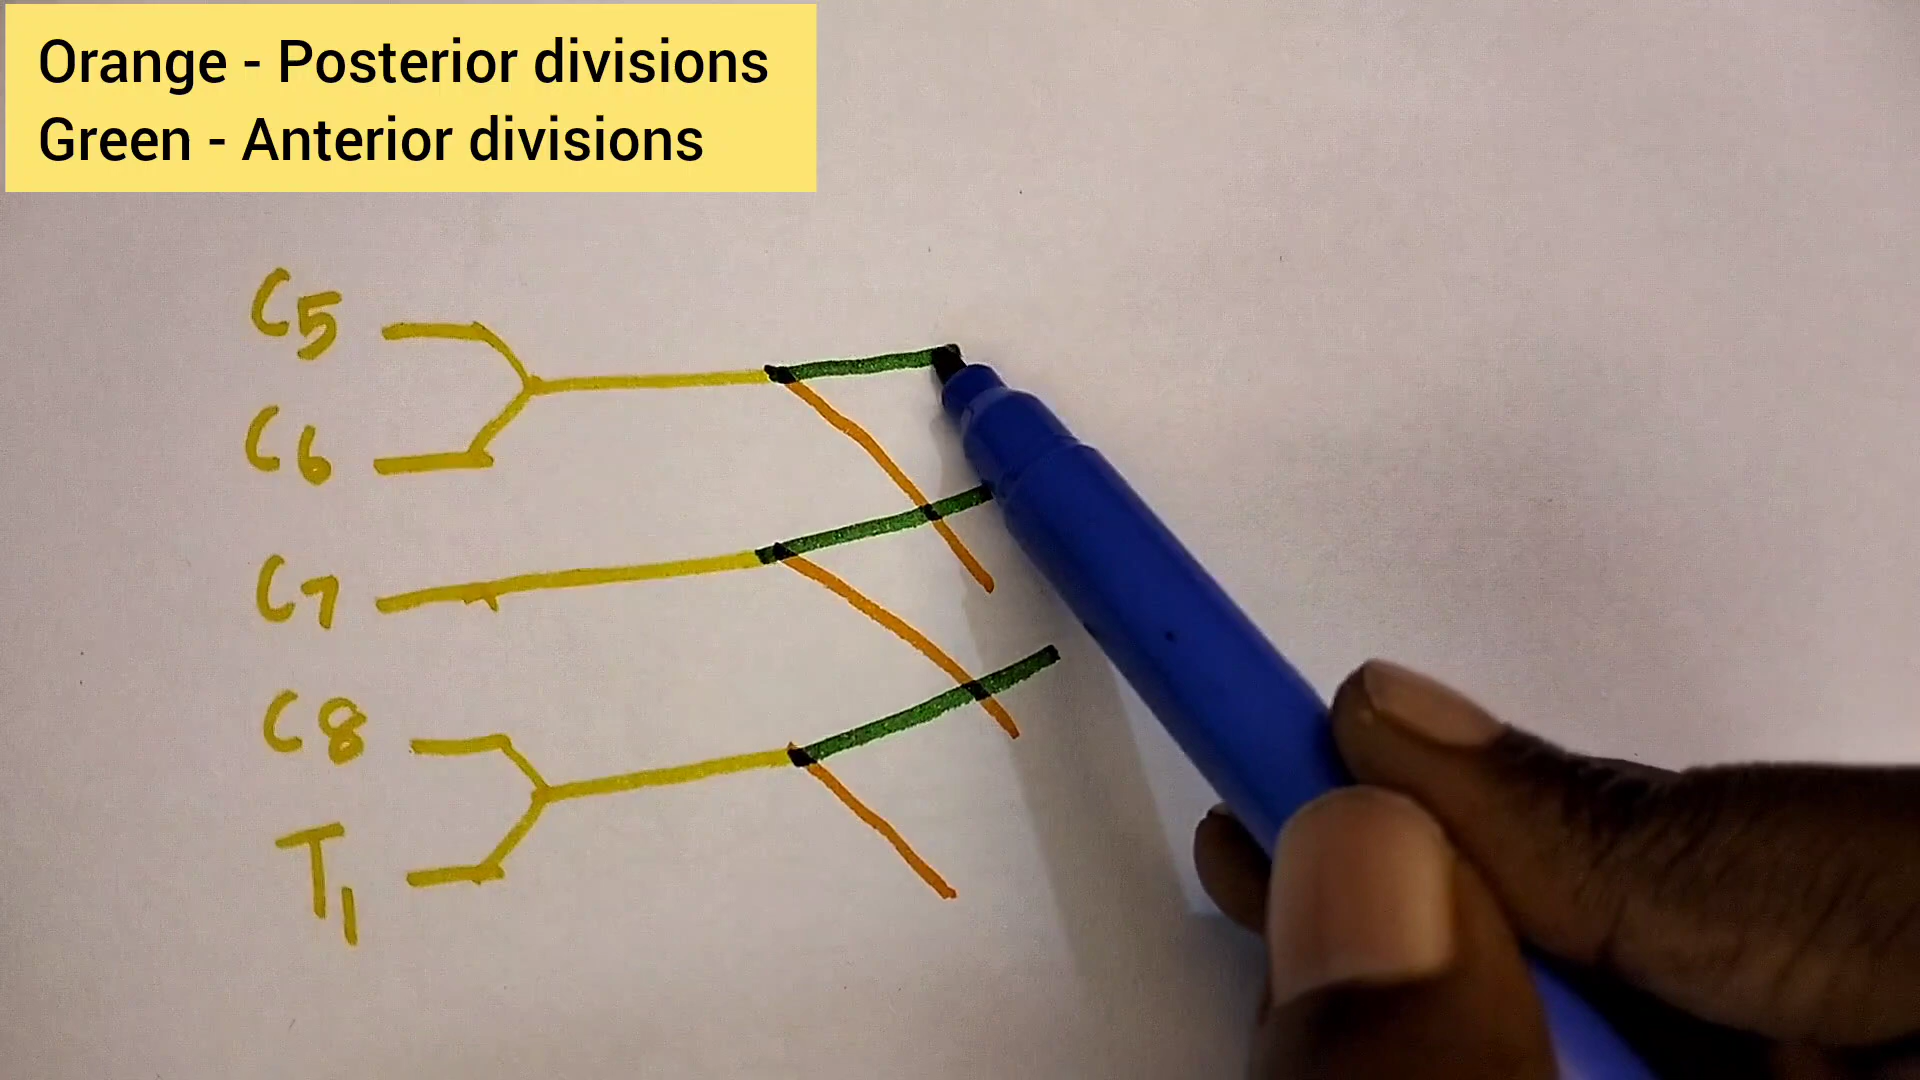 Orange - Posterior divisions
Green - Anterior divisions
C5
C6
C7
C8
T1